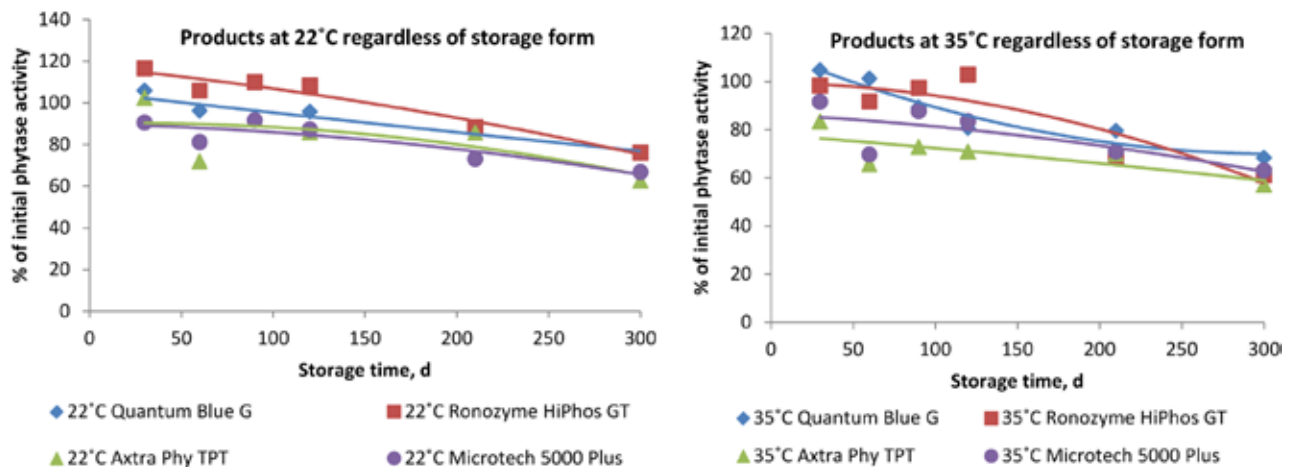 Products at 22˚C regardless of storage form
% of initial phytase activity
140
120
100
80
60
40
20
0
0 50 100 150 200 250 300
Storage time, d
22˚C Quantum Blue G 22˚C Ronozyme HiPhos GT
22˚C Axtra Phy TPT 22˚C Microtech 5000 Plus
Products at 35˚C regardless of storage form
% of initial phytase activity
120
100
80
60
40
20
0
0 50 100 150 200 250 300
Storage time, d
35˚C Quantum Blue G 35˚C Ronozyme HiPhos GT
35˚C Axtra Phy TPT 35˚C Microtech 5000 Plus